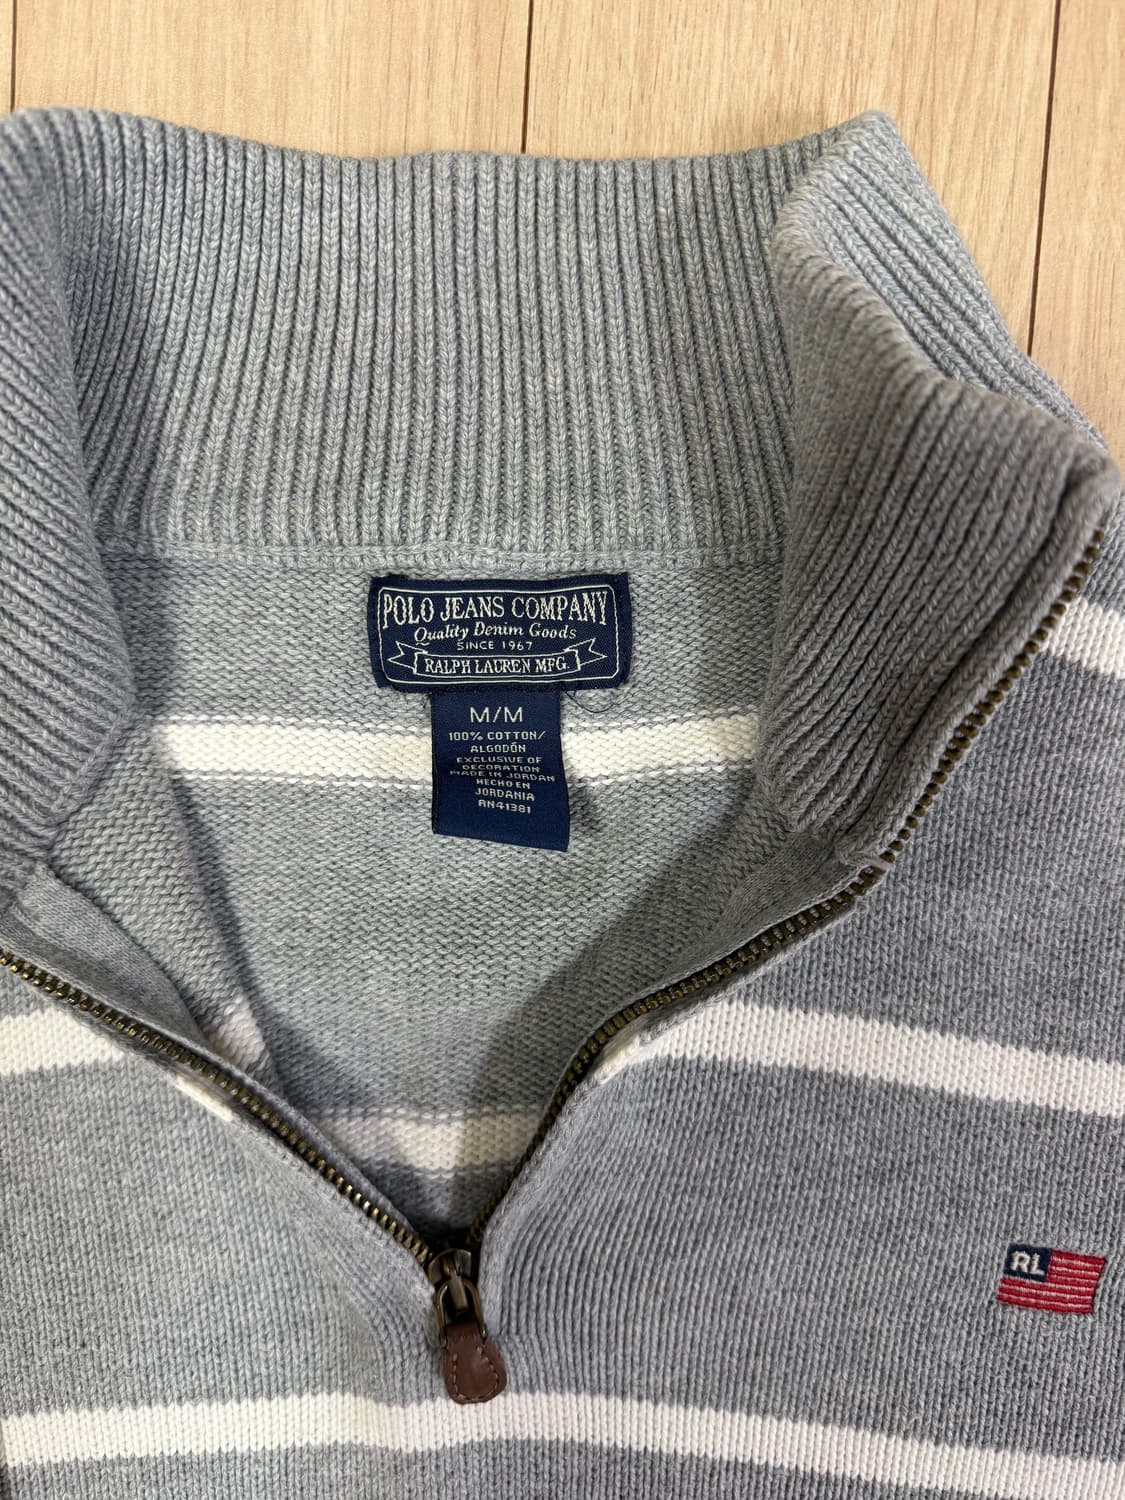 POLO JEANS COMPANY
Quality Denim Goods
SINCE 1967
RALPH LAUREN MFG.
M/M
100% COTTON/
ALGODÓN
EXCLUSIVE OF
DECORATION
MADE IN JORDAN
HECHO EN
JORDANIA
RN41381
RL